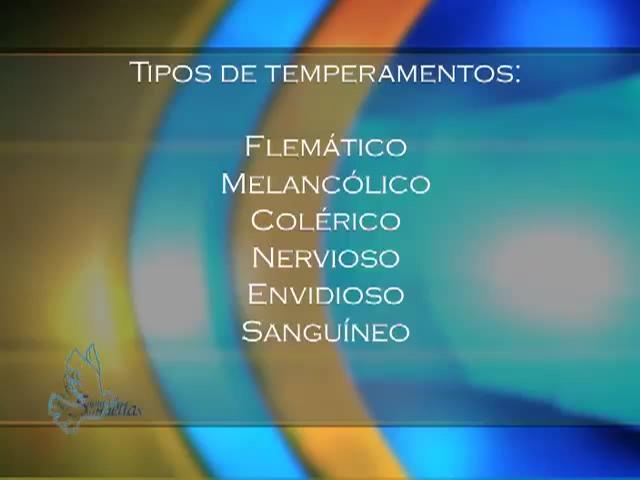 TIPOS DE TEMPERAMENTOS:
FLEMÁTICO
MELANCÓLICO
COLÉRICO
NERVIOSO
ENVIDIOSO
SANGUÍNEO